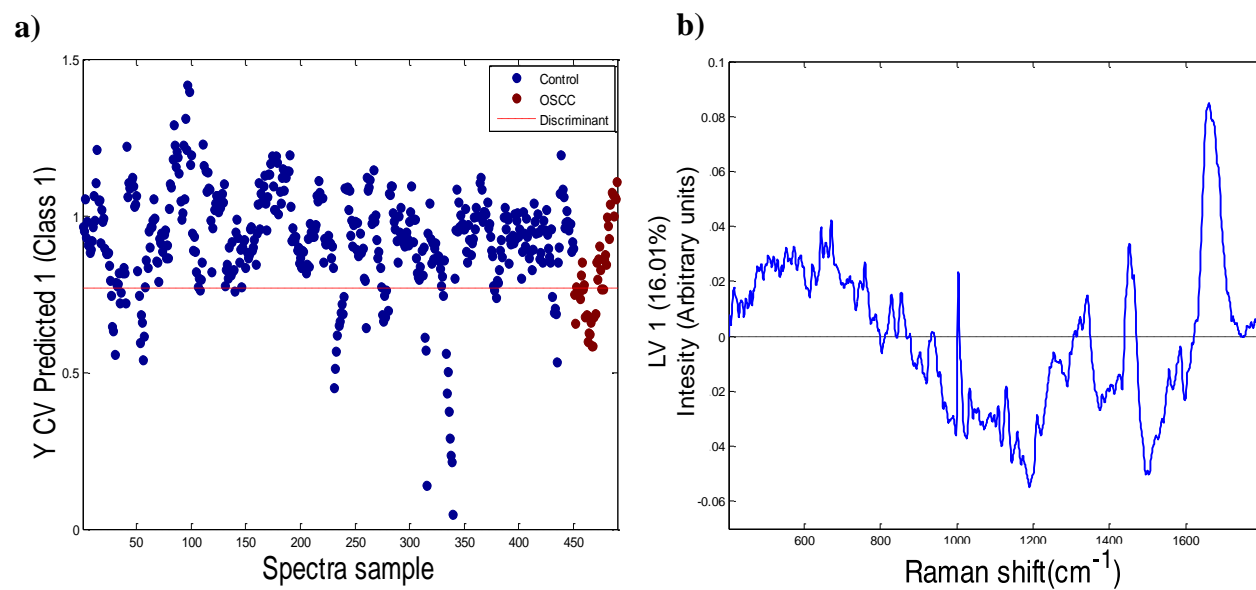 a)
Y CV Predicted 1 (Class 1)
1.5
1
0.5
0
50
100
150
200
250
300
350
400
450
Spectra sample
Control
OSCC
Discriminant
b)
LV 1 (16.01%)
Intesity (Arbitrary units)
0.1
0.08
0.06
.04
.02
0
.02
.04
-0.06
600
800
1000
1200
1400
1600
Raman shift(cm-1)